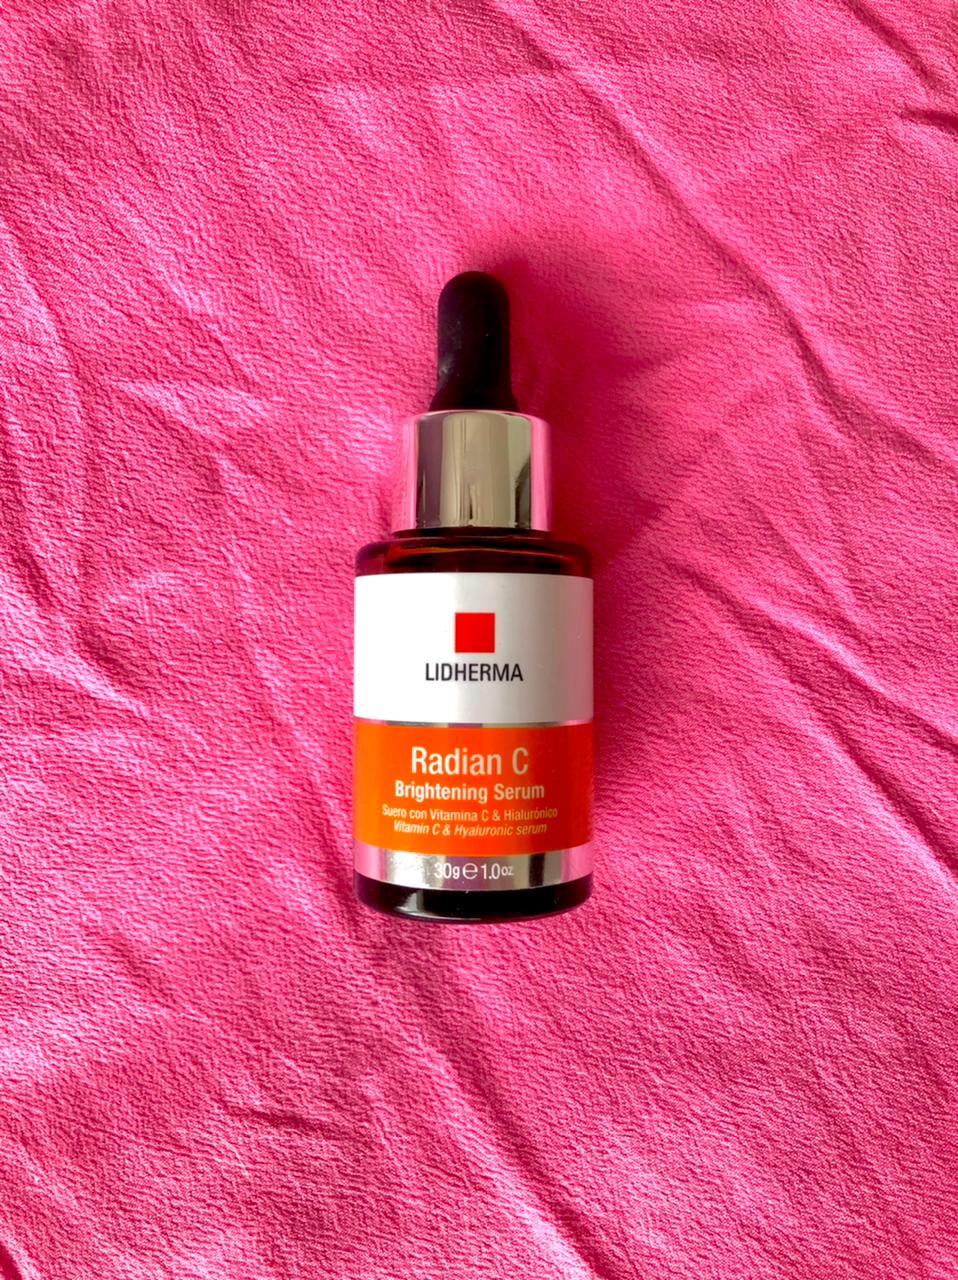 LIDHERMA
Radian C
Brightening Serum
Suero con Vitamina C & Hialurónico
Vitamin C & Hyaluronic serum
30g℮1.0oz